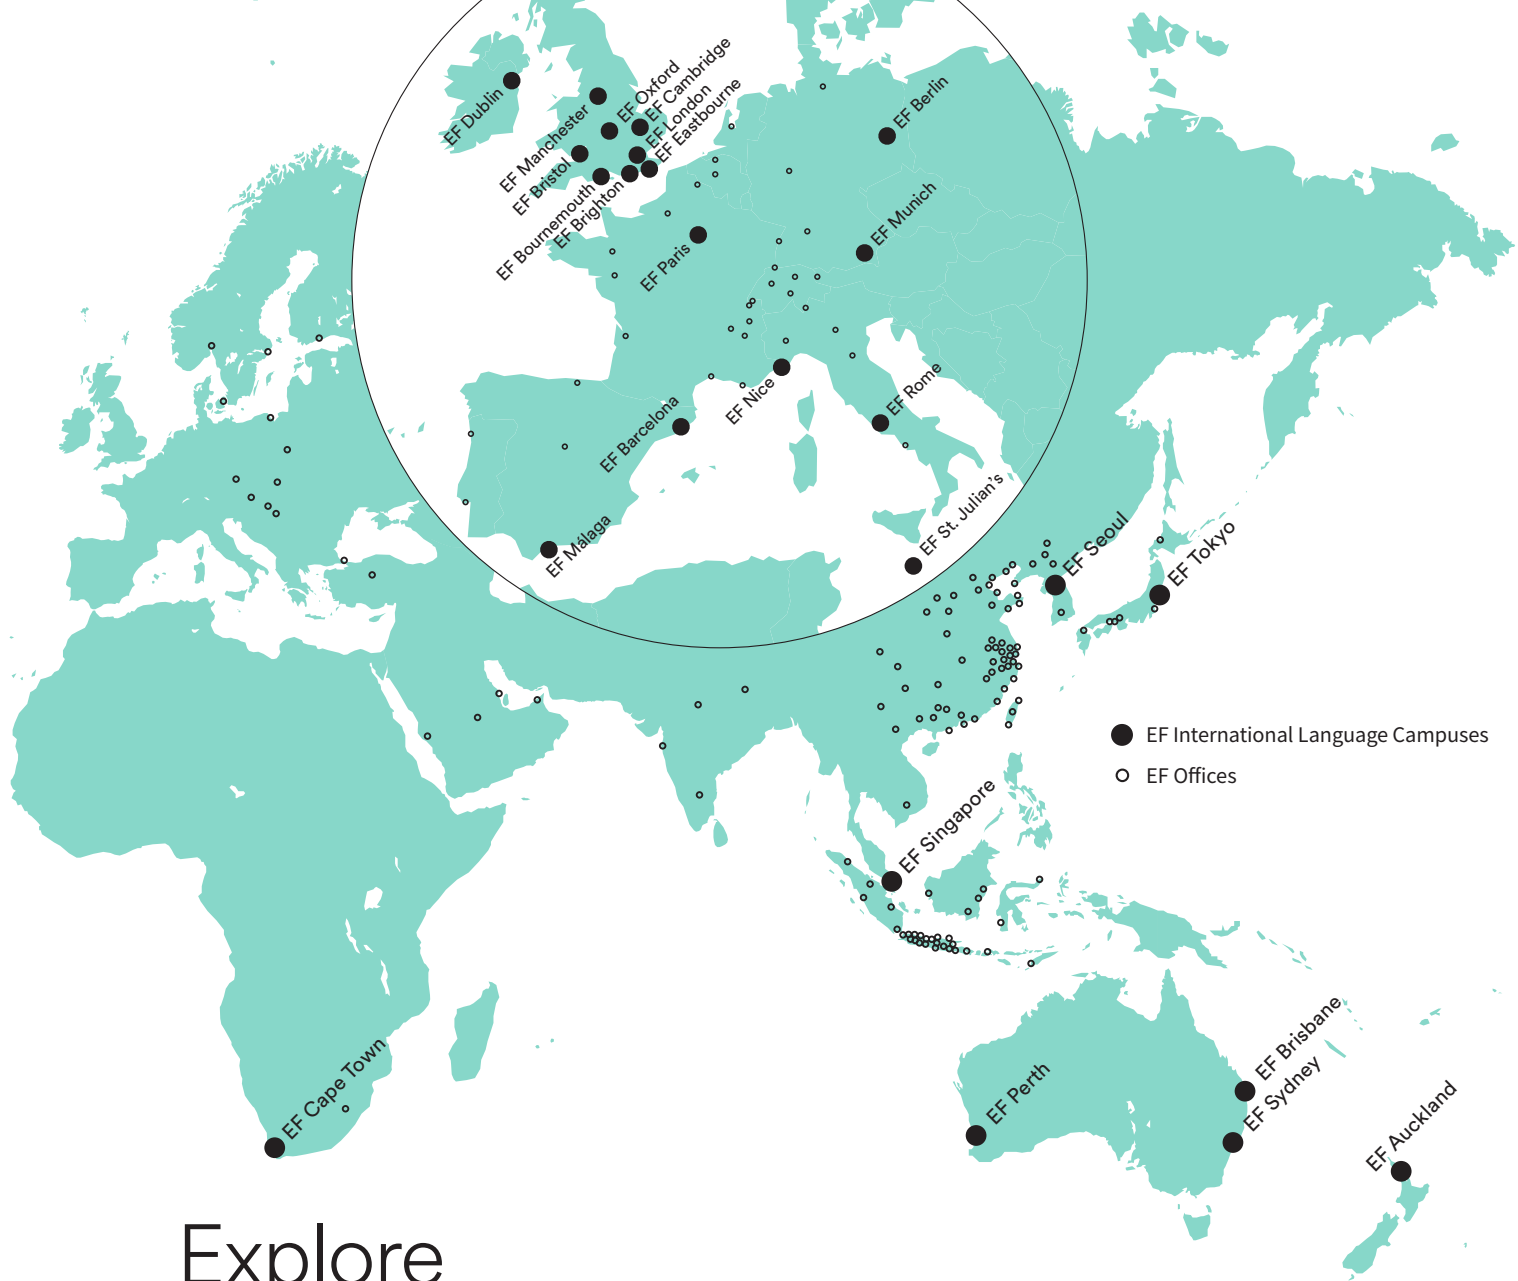 EF Dublin
EF Manchester
EF Oxford
EF Cambridge
EF London
EF Eastbourne
EF Bristol
EF Bournemouth
EF Brighton
EF Berlin
EF Munich
EF Paris
EF Nice
EF Rome
EF Barcelona
EF Málaga
EF St. Julian's
EF Seoul
EF Tokyo
EF International Language Campuses
EF Offices
EF Singapore
EF Cape Town
EF Perth
EF Brisbane
EF Sydney
EF Auckland
Explore